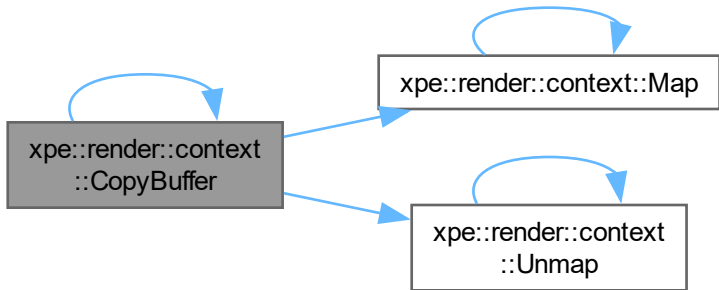 xpe::render::context
::CopyBuffer
xpe::render::context::Map
xpe::render::context
::Unmap